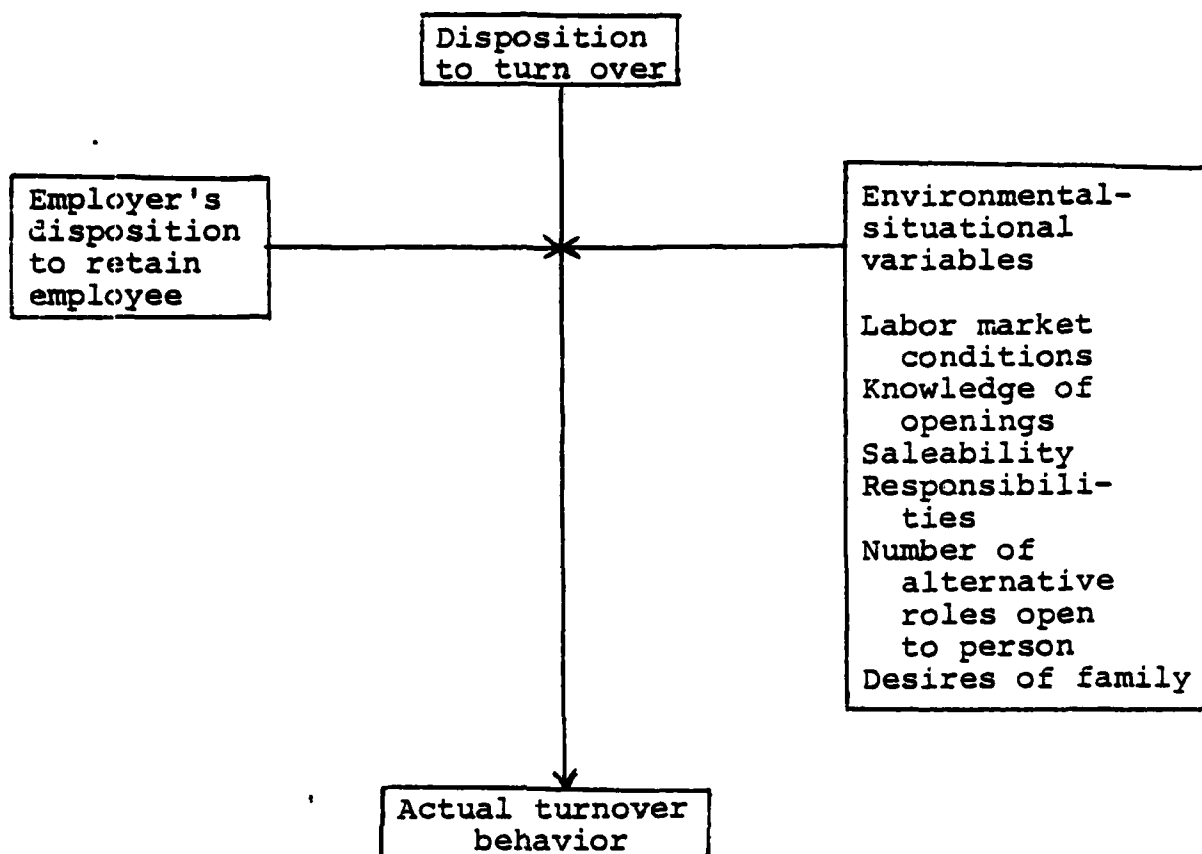 Disposition
to turn over
Employer's
disposition
to retain
employee
Environmental-
situational
variables
Labor market
conditions
Knowledge of
openings
Saleability
Responsibili-
ties
Number of
alternative
roles open
to person
Desires of family
Actual turnover
behavior